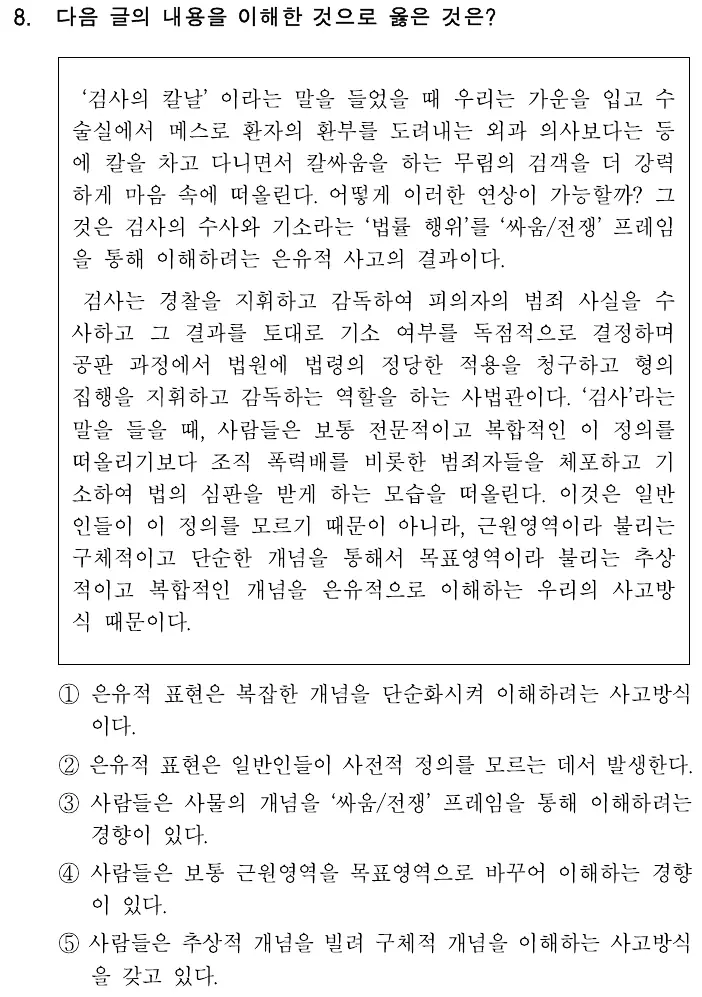 8. 다음 글의 내용을 이해한 것으로 옳은 것은?
‘검사의 칼날’ 이라는 말을 들었을 때 우리는 가운을 입고 수
술실에서 메스로 환자의 환부를 도려내는 외과 의사보다는 등
에 칼을 차고 다니면서 칼싸움을 하는 무림의 검객을 더 강력
하게 마음 속에 떠올린다. 어떻게 이러한 연상이 가능할까? 그
것은 검사의 수사와 기소라는 ‘법률 행위’를 ‘싸움/전쟁’ 프레임
을 통해 이해하려는 은유적 사고의 결과이다.
검사는 경찰을 지휘하고 감독하여 피의자의 범죄 사실을 수
사하고 그 결과를 토대로 기소 여부를 독점적으로 결정하며
공판 과정에서 법원에 법령의 정당한 적용을 청구하고 형의
집행을 지휘하고 감독하는 역할을 하는 사법관이다. ‘검사’라는
말을 들을 때, 사람들은 보통 전문적이고 복합적인 이 정의를
떠올리기보다 조직 폭력배를 비롯한 범죄자들을 체포하고 기
소하여 법의 심판을 받게 하는 모습을 떠올린다. 이것은 일반
인들이 이 정의를 모르기 때문이 아니라, 근원영역이라 불리는
구체적이고 단순한 개념을 통해서 목표영역이라 불리는 추상
적이고 복합적인 개념을 은유적으로 이해하는 우리의 사고방
식 때문이다.
① 은유적 표현은 복잡한 개념을 단순화시켜 이해하려는 사고방식
이다.
② 은유적 표현은 일반인들이 사전적 정의를 모르는 데서 발생한다.
③ 사람들은 사물의 개념을 ‘싸움/전쟁’ 프레임을 통해 이해하려는
경향이 있다.
④ 사람들은 보통 근원영역을 목표영역으로 바꾸어 이해하는 경향
이 있다.
⑤ 사람들은 추상적 개념을 빌려 구체적 개념을 이해하는 사고방식
을 갖고 있다.